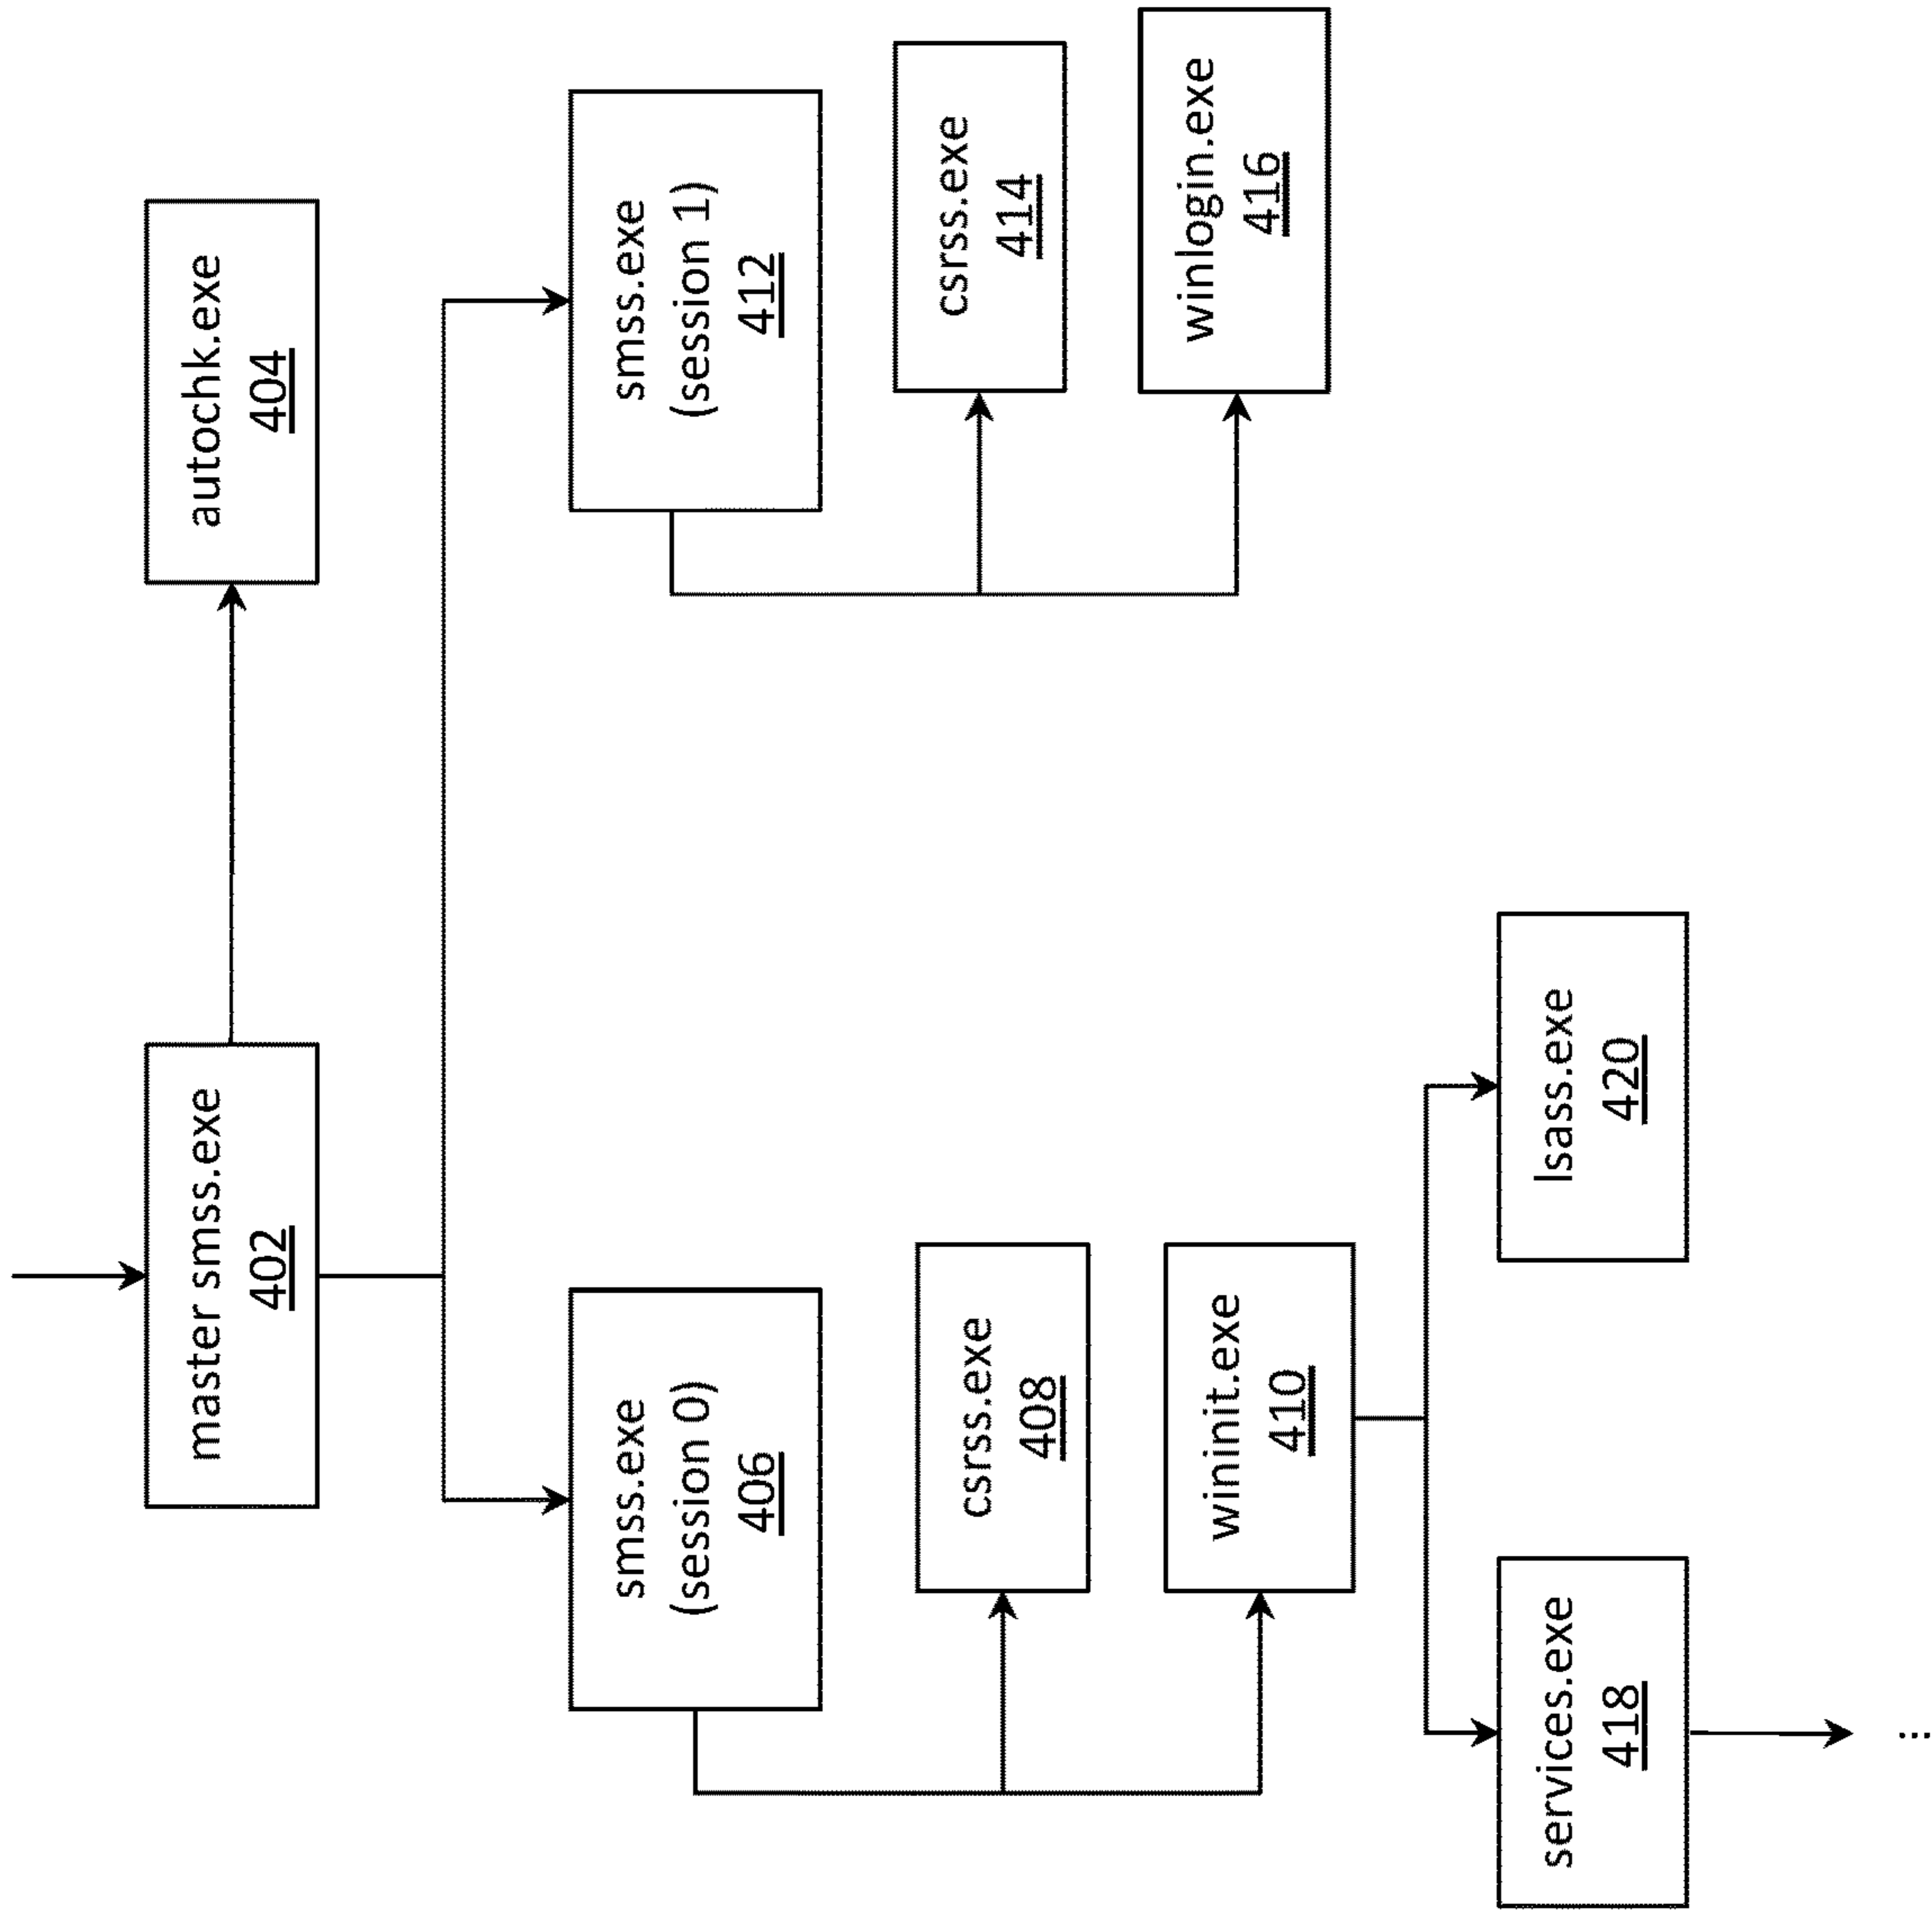 master smss.exe
402
autochk.exe
404
smss.exe
(session 0)
406
smss.exe
(session 1)
412
csrss.exe
408
csrss.exe
414
wininit.exe
410
winlogin.exe
416
services.exe
418
lsass.exe
420
...